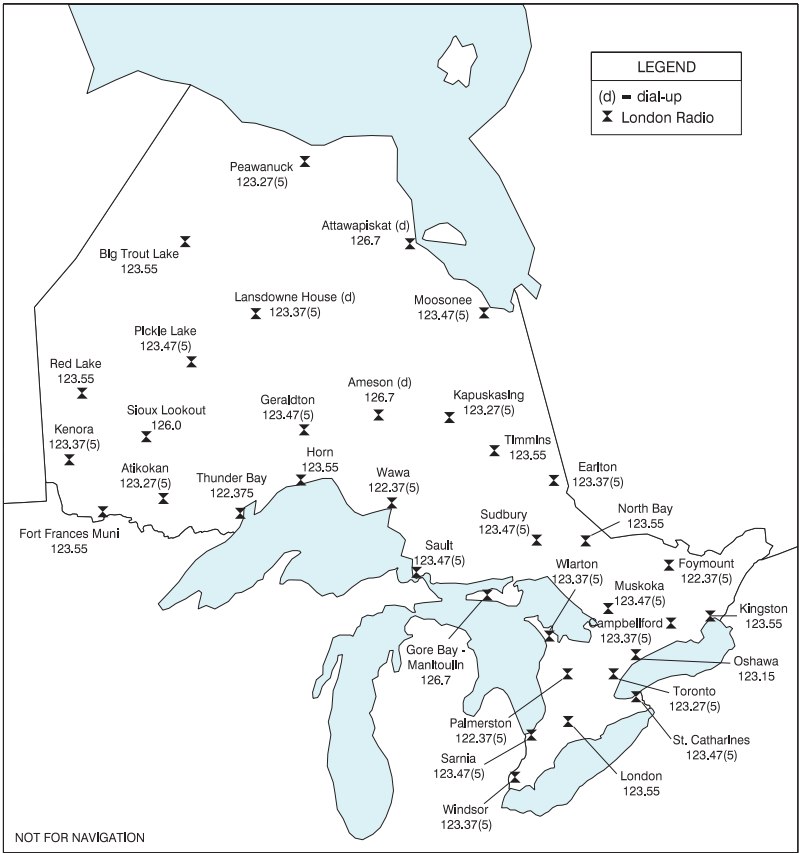 LEGEND
(d) = dial-up
London Radio
Peawanuck
123.27(5)
Attawapiskat (d)
126.7
Big Trout Lake
123.55
Lansdowne House (d)
123.37(5)
Moosonee
123.47(5)
Pickle Lake
123.47(5)
Red Lake
123.55
Ameson (d)
126.7
Kapuskasing
123.27(5)
Geraldton
123.47(5)
Sioux Lookout
126.0
Kenora
123.37(5)
Timmins
123.55
Horn
123.55
Earlton
123.37(5)
Atikokan
123.27(5)
Thunder Bay
122.375
Wawa
122.37(5)
Fort Frances Muni
123.55
Sudbury
123.47(5)
North Bay
123.55
Sault
123.47(5)
Wiarton
123.37(5)
Foymount
122.37(5)
Muskoka
123.47(5)
Campbellford
123.37(5)
Kingston
123.55
Gore Bay -
Manitoulin
126.7
Oshawa
123.15
Toronto
123.27(5)
Palmerston
122.37(5)
St. Catharines
123.47(5)
Sarnia
123.47(5)
London
123.55
Windsor
123.37(5)
NOT FOR NAVIGATION